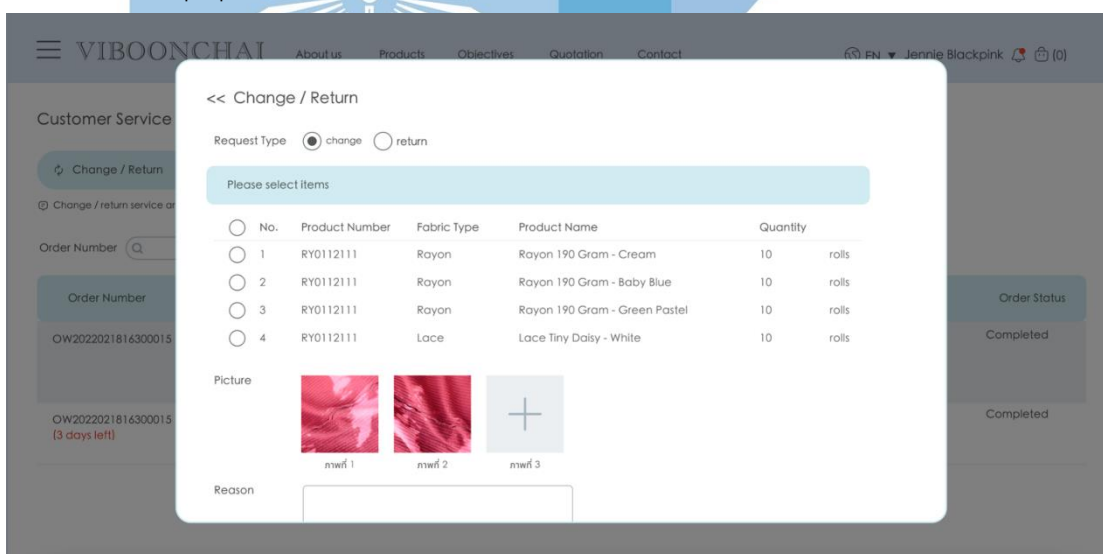 VIBOONCHAI About us Products Objectives Quotation Contact EN Jennie Blackpink (0)
Customer Service
Change / Return
Change / return service
Order Number
Order Number Order Status
OW2022021816300015 Completed
OW2022021816300015 Completed
(3 days left)
<< Change / Return
Request Type change return
Please select items
No. Product Number Fabric Type Product Name Quantity
1 RY0112111 Rayon Rayon 190 Gram - Cream 10 rolls
2 RY0112111 Rayon Rayon 190 Gram - Baby Blue 10 rolls
3 RY0112111 Rayon Rayon 190 Gram - Green Pastel 10 rolls
4 RY0112111 Lace Lace Tiny Daisy - White 10 rolls
Picture
ภาพที่ 1 ภาพที่ 2 ภาพที่ 3
Reason